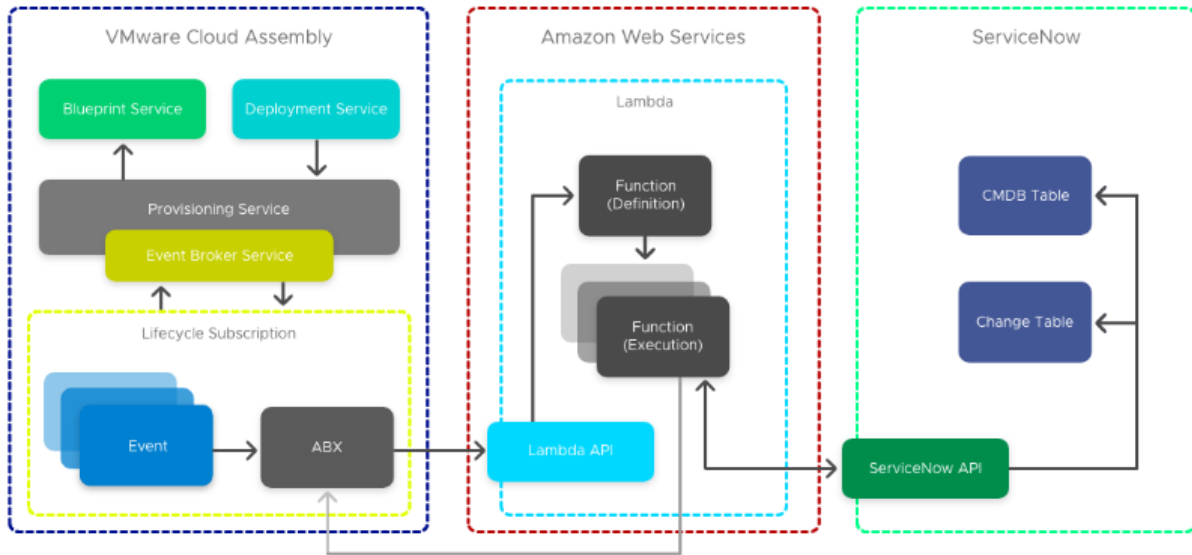 VMware Cloud Assembly
Blueprint Service
Deployment Service
Provisioning Service
Event Broker Service
Lifecycle Subscription
Event
ABX
Amazon Web Services
Lambda
Function
(Definition)
Function
(Execution)
Lambda API
ServiceNow
CMDB Table
Change Table
ServiceNow API